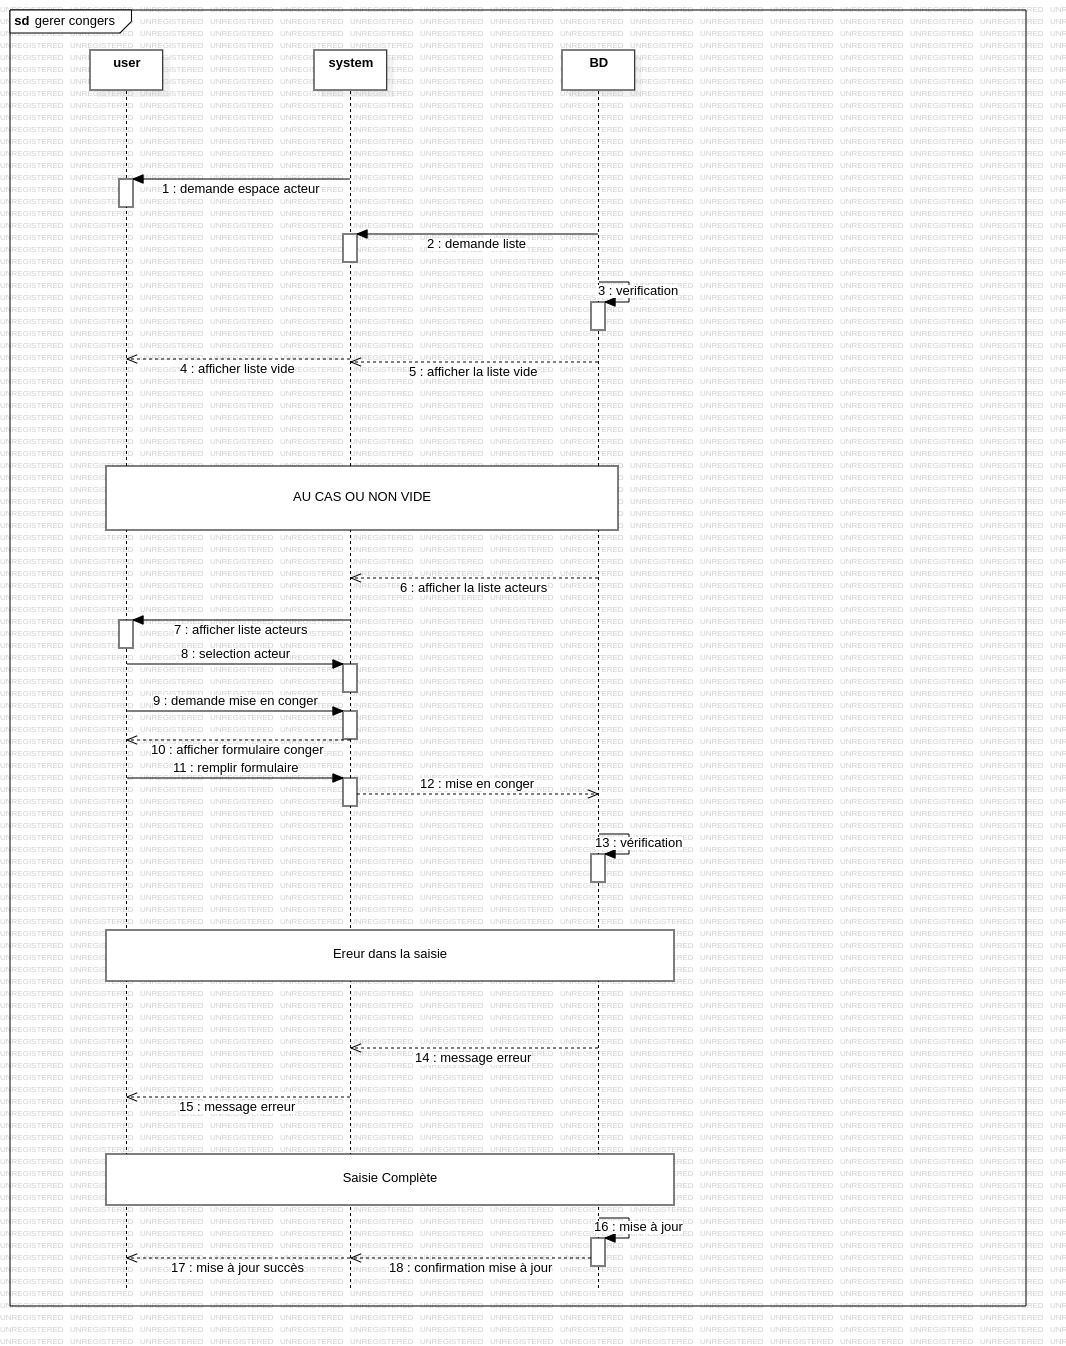 sd gerer congers
user
system
BD
1 : demande espace acteur
2 : demande liste
3 : verification
4 : afficher liste vide
5 : afficher la liste vide
AU CAS OU NON VIDE
6 : afficher la liste acteurs
7 : afficher liste acteurs
8 : selection acteur
9 : demande mise en conger
10 : afficher formulaire conger
11 : remplir formulaire
12 : mise en conger
13 : vérification
Ereur dans la saisie
14 : message erreur
15 : message erreur
Saisie Complète
16 : mise à jour
17 : mise à jour succès
18 : confirmation mise à jour
UNREGISTERED